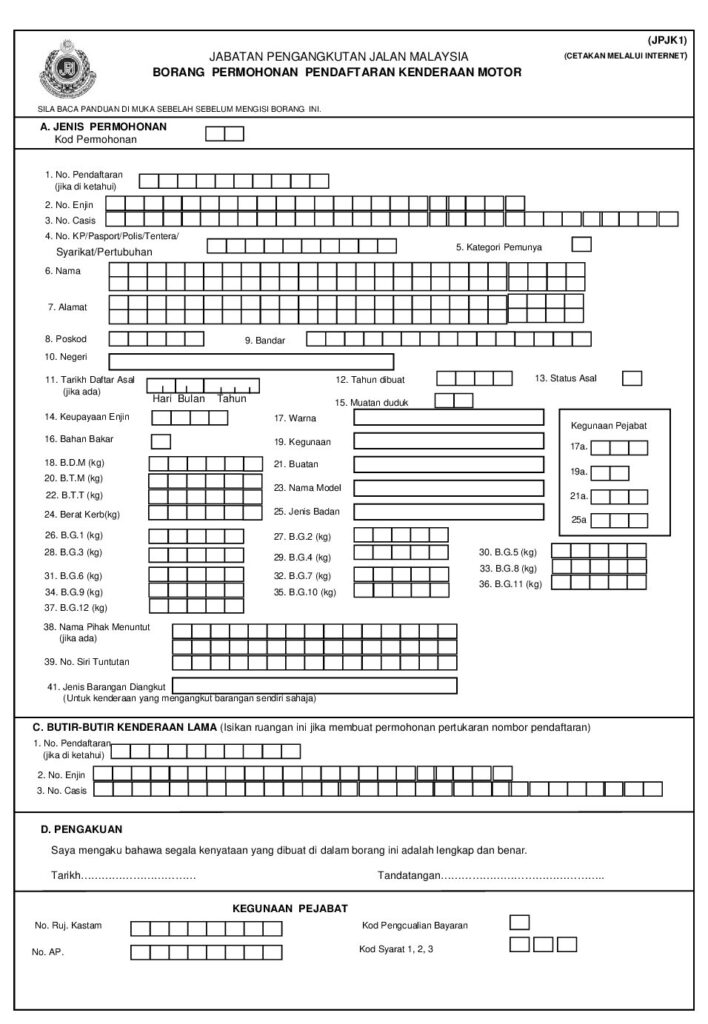 (JPJK1)
JABATAN PENGANGKUTAN JALAN MALAYSIA
(CETAKAN MELALUI INTERNET)
BORANG PERMOHONAN PENDAFTARAN KENDERAAN MOTOR
SILA BACA PANDUAN DI MUKA SEBELAH SEBELUM MENGISI BORANG INI.
A. JENIS PERMOHONAN
Kod Permohonan
1. No. Pendaftaran
(jika di ketahui)
2. No. Enjin
3. No. Casis
4. No. KP/Pasport/Polis/Tentera/
Syarikat/Pertubuhan
5. Kategori Pemunya
6. Nama
7. Alamat
8. Poskod
9. Bandar
10. Negeri
11. Tarikh Daftar Asal
(jika ada)
Hari Bulan Tahun
12. Tahun dibuat
13. Status Asal
15. Muatan duduk
14. Keupayaan Enjin
17. Warna
Kegunaan Pejabat
16. Bahan Bakar
19. Kegunaan
17a.
18. B.D.M (kg)
21. Buatan
19a.
20. B.T.M (kg)
22. B.T.T (kg)
23. Nama Model
21a.
24. Berat Kerb(kg)
25. Jenis Badan
25a
26. B.G.1 (kg)
27. B.G.2 (kg)
28. B.G.3 (kg)
29. B.G.4 (kg)
30. B.G.5 (kg)
31. B.G.6 (kg)
32. B.G.7 (kg)
33. B.G.8 (kg)
34. B.G.9 (kg)
35. B.G.10 (kg)
36. B.G.11 (kg)
37. B.G.12 (kg)
38. Nama Pihak Menuntut
(jika ada)
39. No. Siri Tuntutan
41. Jenis Barangan Diangkut
(Untuk kenderaan yang mengangkut barangan sendiri sahaja)
C. BUTIR-BUTIR KENDERAAN LAMA (Isikan ruangan ini jika membuat permohonan pertukaran nombor pendaftaran)
1. No. Pendaftaran
(jika di ketahui)
2. No. Enjin
3. No. Casis
D. PENGAKUAN
Saya mengaku bahawa segala kenyataan yang dibuat di dalam borang ini adalah lengkap dan benar.
Tarikh……………………………
Tandatangan………………………………………..
KEGUNAAN PEJABAT
No. Ruj. Kastam
Kod Pengcualian Bayaran
No. AP.
Kod Syarat 1, 2, 3